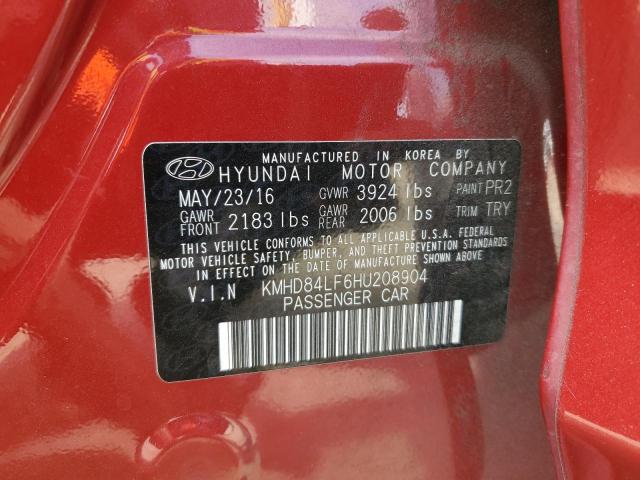 MANUFACTURED IN KOREA BY
HYUNDAI MOTOR COMPANY
MAY/23/16 GVWR 3924 lbs PAINT PR2
GAWR FRONT 2183 lbs GAWR REAR 2006 lbs TRIM TRY
THIS VEHICLE CONFORMS TO ALL APPLICABLE U.S.A. FEDERAL
MOTOR VEHICLE SAFETY, BUMPER, AND THEFT PREVENTION STANDARDS
IN EFFECT ON THE DATE OF MANUFACTURE SHOWN ABOVE.
V.I.N KMHD84LF6HU208904
PASSENGER CAR